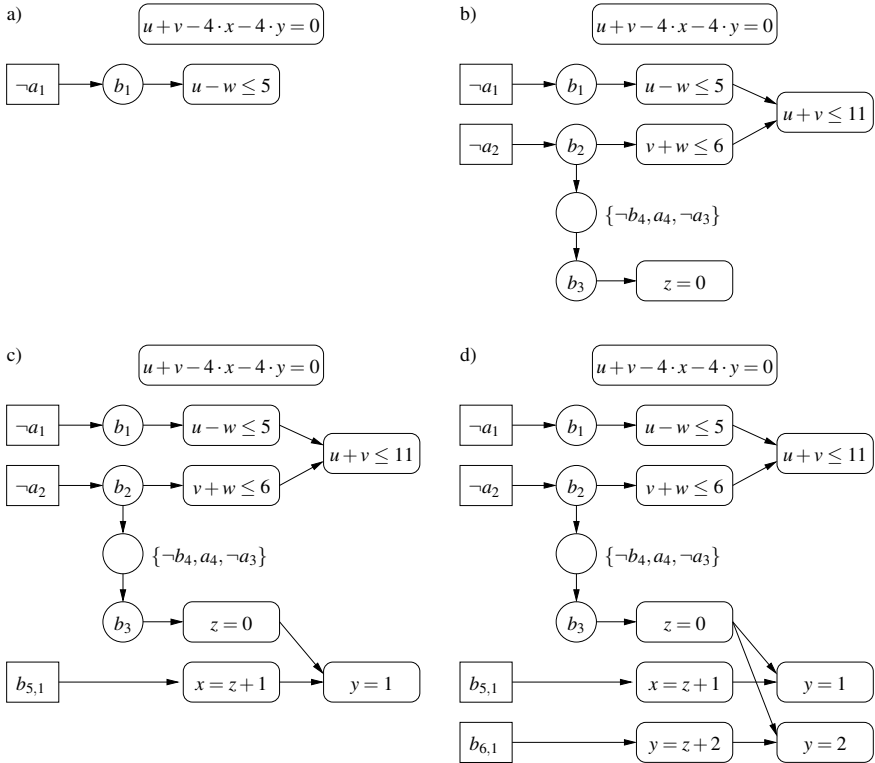 a)
u + v − 4 · x − 4 · y = 0
¬a₁
b₁
u − w ≤ 5
b)
u + v − 4 · x − 4 · y = 0
¬a₁
b₁
u − w ≤ 5
u + v ≤ 11
¬a₂
b₂
v + w ≤ 6
{¬b₄, a₄, ¬a₃}
b₃
z = 0
c)
u + v − 4 · x − 4 · y = 0
¬a₁
b₁
u − w ≤ 5
u + v ≤ 11
¬a₂
b₂
v + w ≤ 6
{¬b₄, a₄, ¬a₃}
b₃
z = 0
b₅,₁
x = z + 1
y = 1
d)
u + v − 4 · x − 4 · y = 0
¬a₁
b₁
u − w ≤ 5
u + v ≤ 11
¬a₂
b₂
v + w ≤ 6
{¬b₄, a₄, ¬a₃}
b₃
z = 0
b₅,₁
x = z + 1
y = 1
b₆,₁
y = z + 2
y = 2